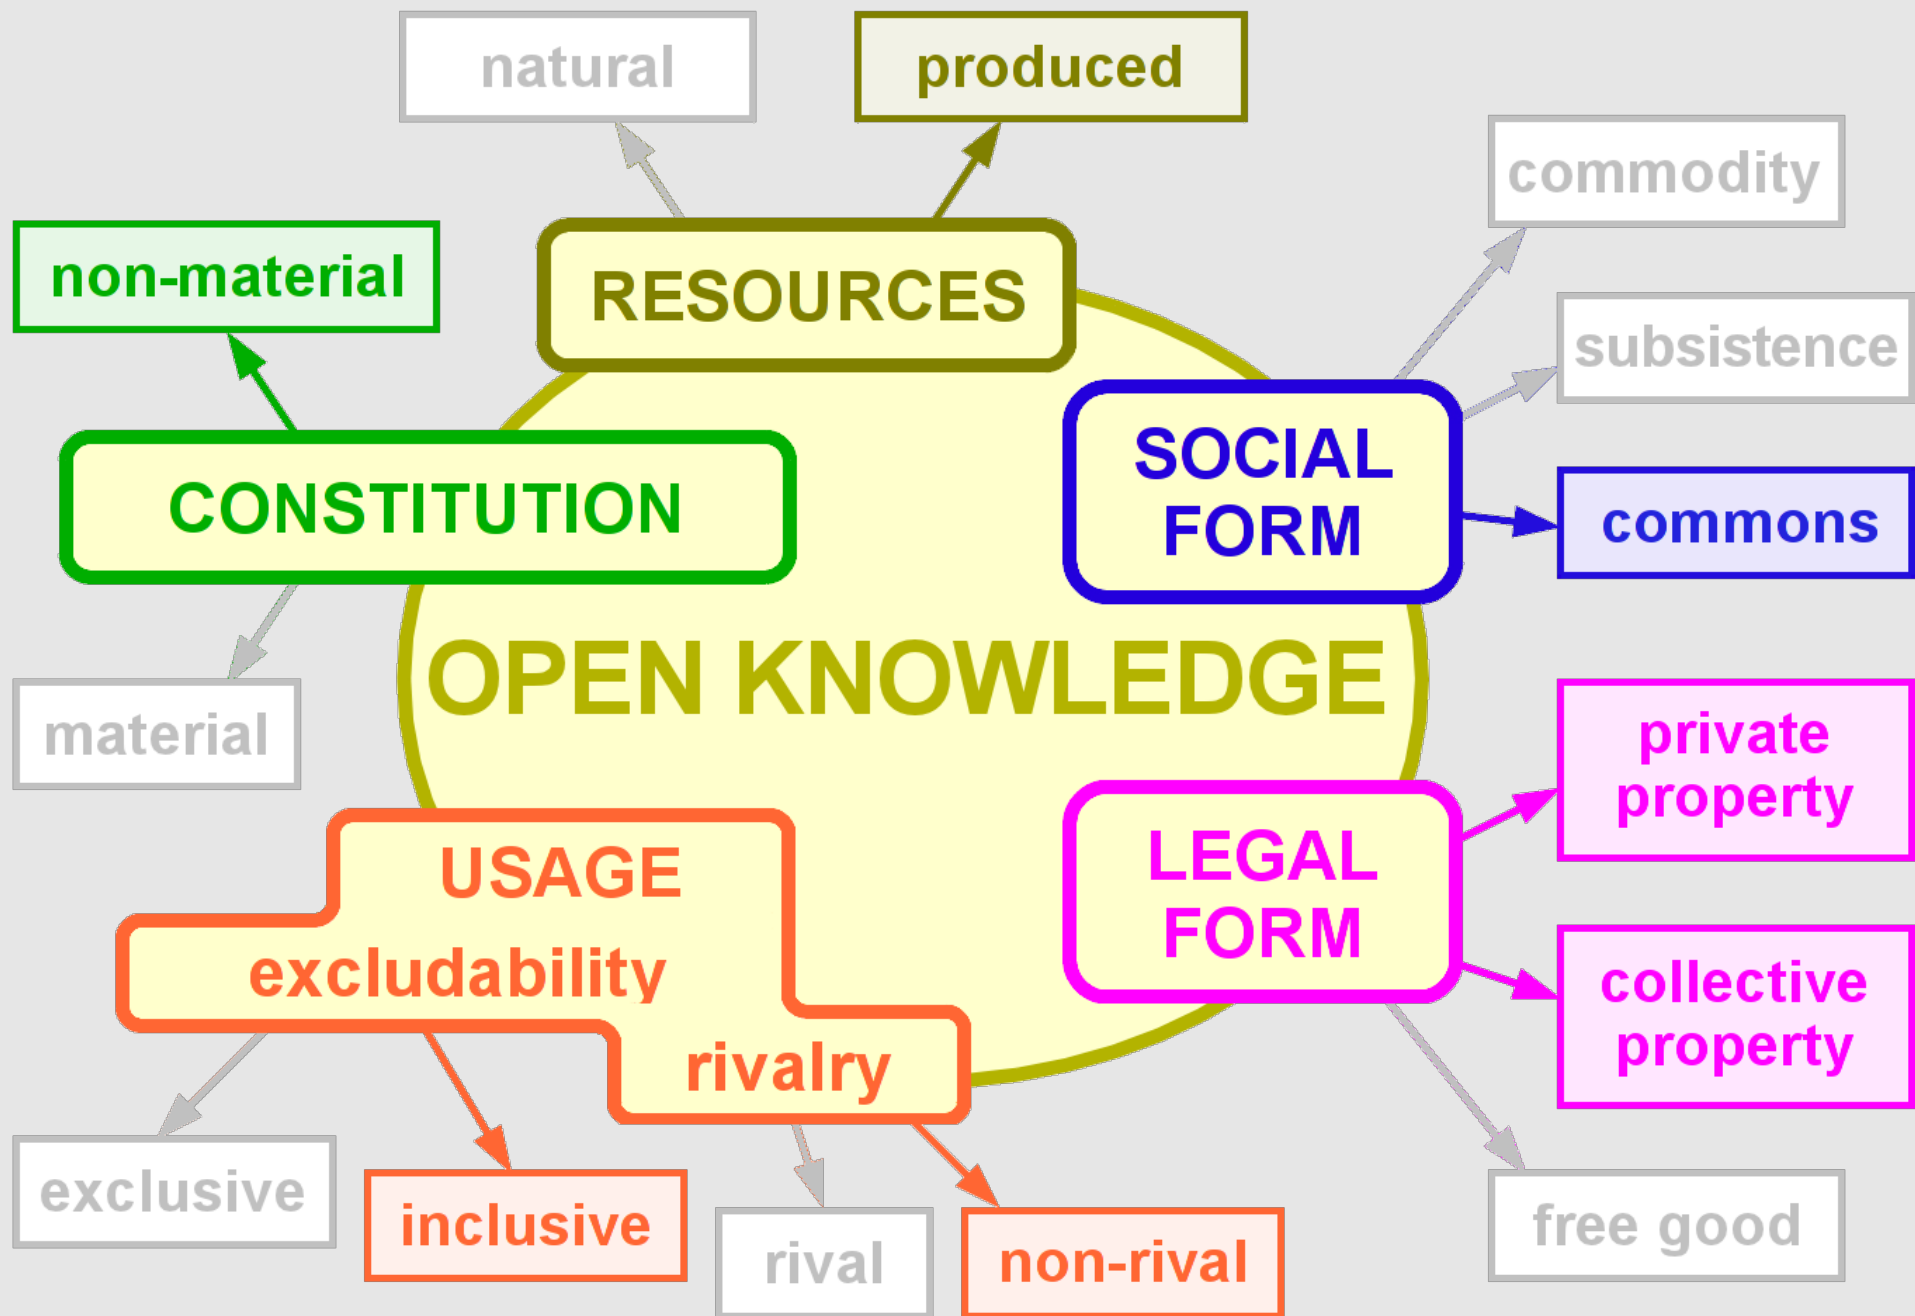 natural
produced
commodity
non-material
RESOURCES
subsistence
SOCIAL
FORM
CONSTITUTION
commons
OPEN KNOWLEDGE
material
private
property
USAGE
excludability
rivalry
LEGAL
FORM
collective
property
exclusive
inclusive
rival
non-rival
free good